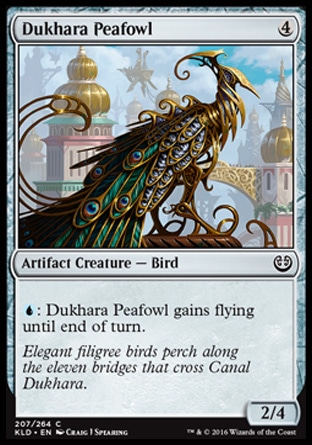 Dukhara Peafowl 4
Artifact Creature — Bird
: Dukhara Peafowl gains flying
until end of turn.
Elegant filigree birds perch along
the eleven bridges that cross Canal
Dukhara.
2/4
207/264 C
KLD • EN Craig J Spearing ™ & © 2016 Wizards of the Coast